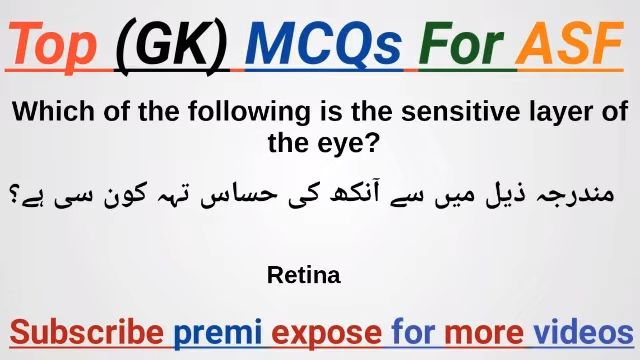 Top (GK) MCQs For ASF
Which of the following is the sensitive layer of
the eye?
مندرجہ ذیل میں سے آنکھ کی حساس تہہ کون سی ہے؟
Retina
Subscribe premi expose for more videos